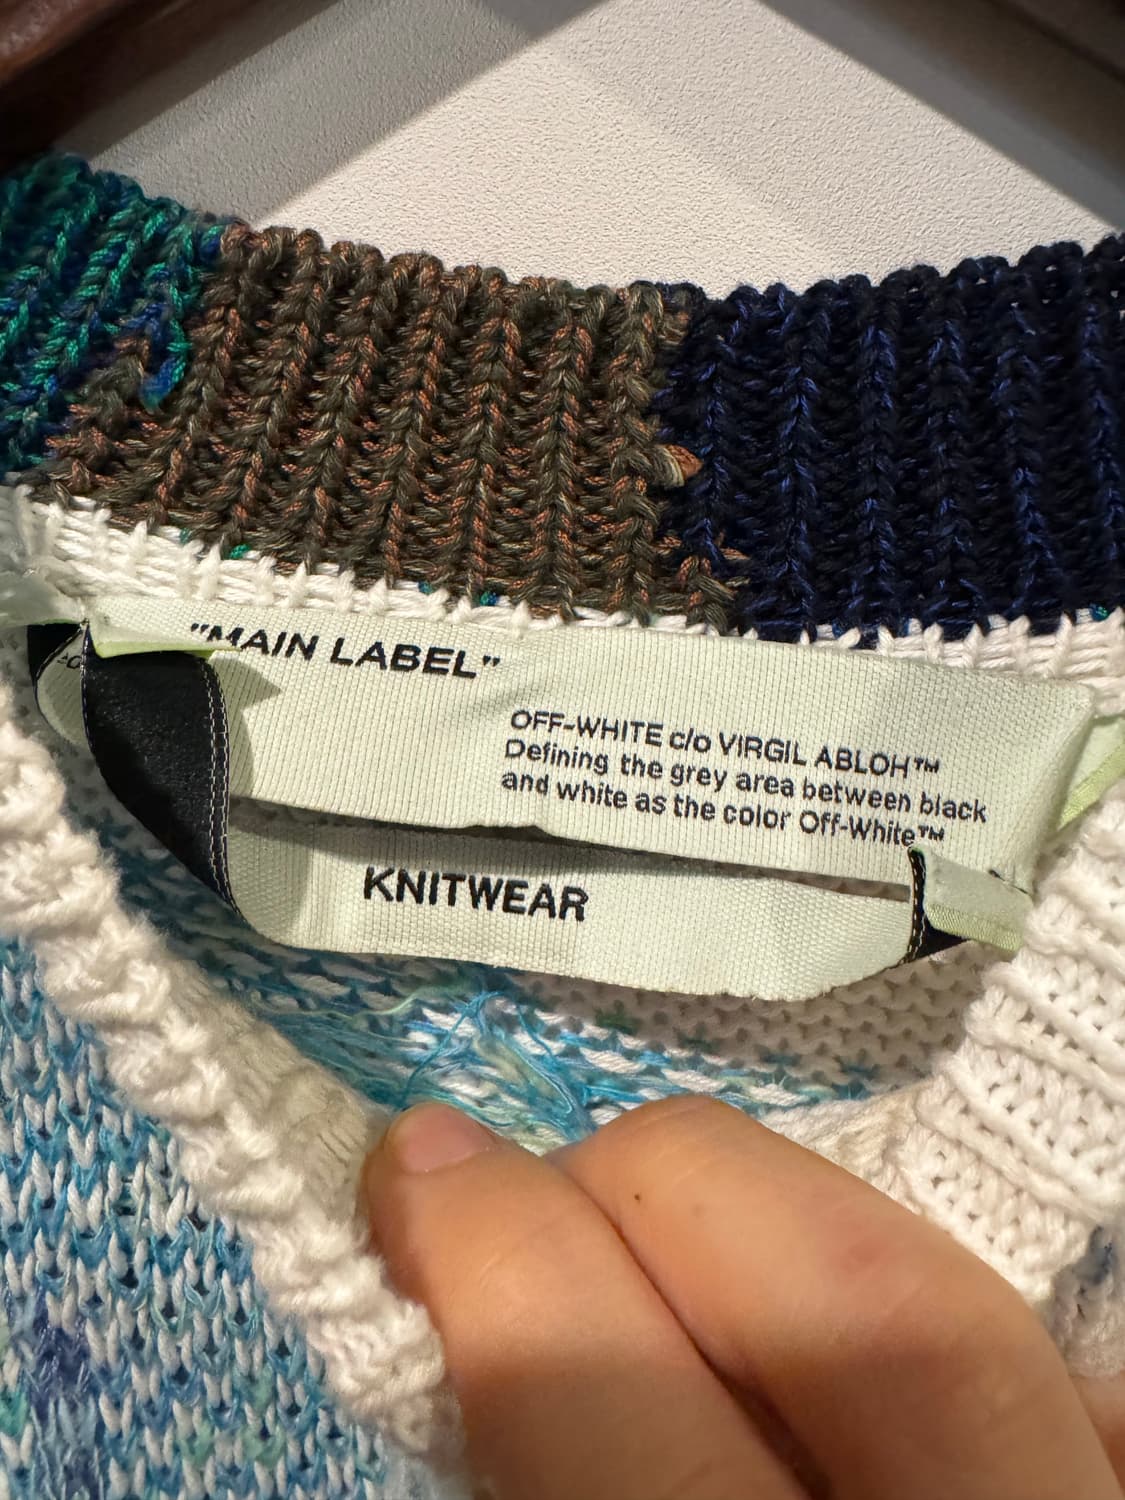 "MAIN LABEL"
OFF-WHITE c/o VIRGIL ABLOH™
Defining the grey area between black
and white as the color Off-White™
KNITWEAR